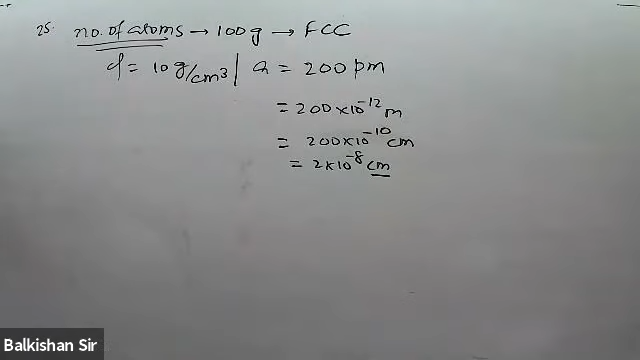 25. no. of atoms → 100g → FCC
d = 10 g/cm³ | a = 200 pm
= 200×10⁻¹² m
= 200×10⁻¹⁰ cm
= 2×10⁻⁸ cm
Balkishan Sir